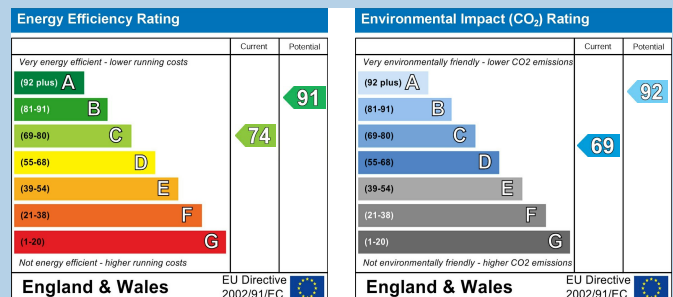 Energy Efficiency Rating
Current Potential
Very energy efficient - lower running costs
(92 plus) A
(81-91) B
91
(69-80) C
74
(55-68) D
(39-54) E
(21-38) F
(1-20) G
Not energy efficient - higher running costs
England & Wales
EU Directive
2002/91/EC
Environmental Impact (CO₂) Rating
Current Potential
Very environmentally friendly - lower CO2 emissions
(92 plus) A
92
(81-91) B
(69-80) C
69
(55-68) D
(39-54) E
(21-38) F
(1-20) G
Not environmentally friendly - higher CO2 emissions
England & Wales
EU Directive
2002/91/EC